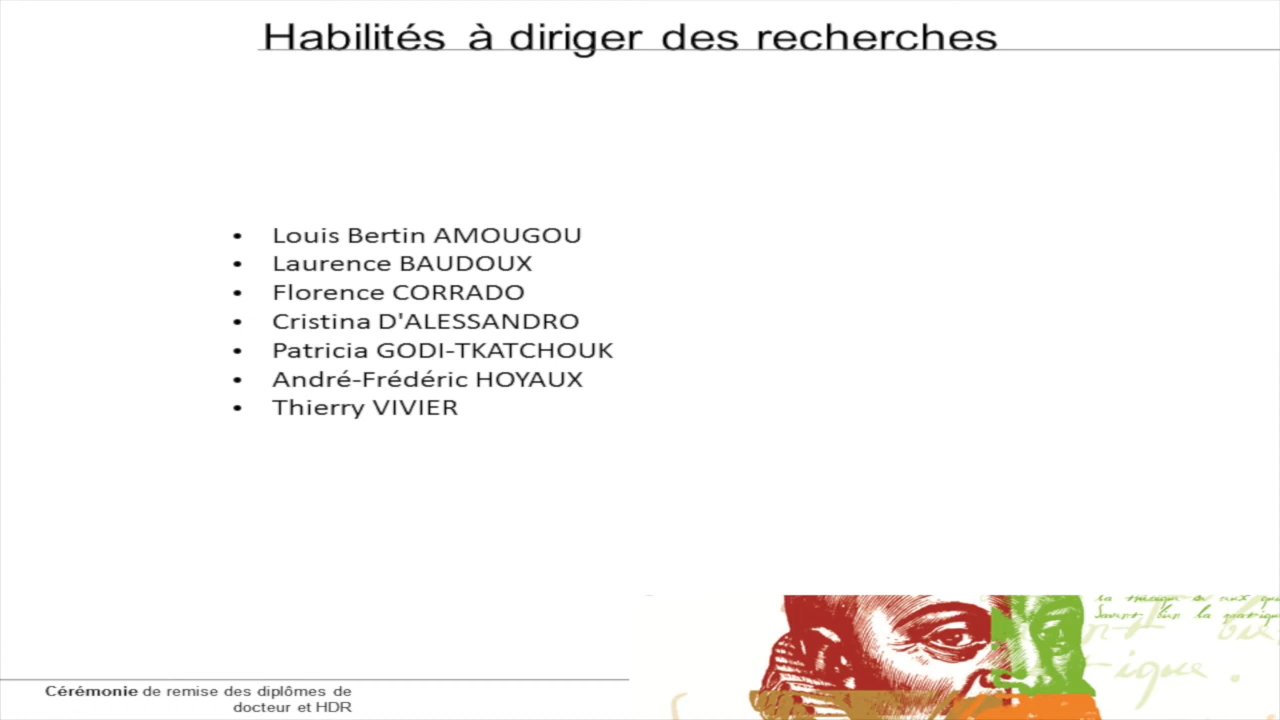 Habilités à diriger des recherches
• Louis Bertin AMOUGOU
• Laurence BAUDOUX
• Florence CORRADO
• Cristina D'ALESSANDRO
• Patricia GODI-TKATCHOUK
• André-Frédéric HOYAUX
• Thierry VIVIER
Cérémonie de remise des diplômes de
docteur et HDR